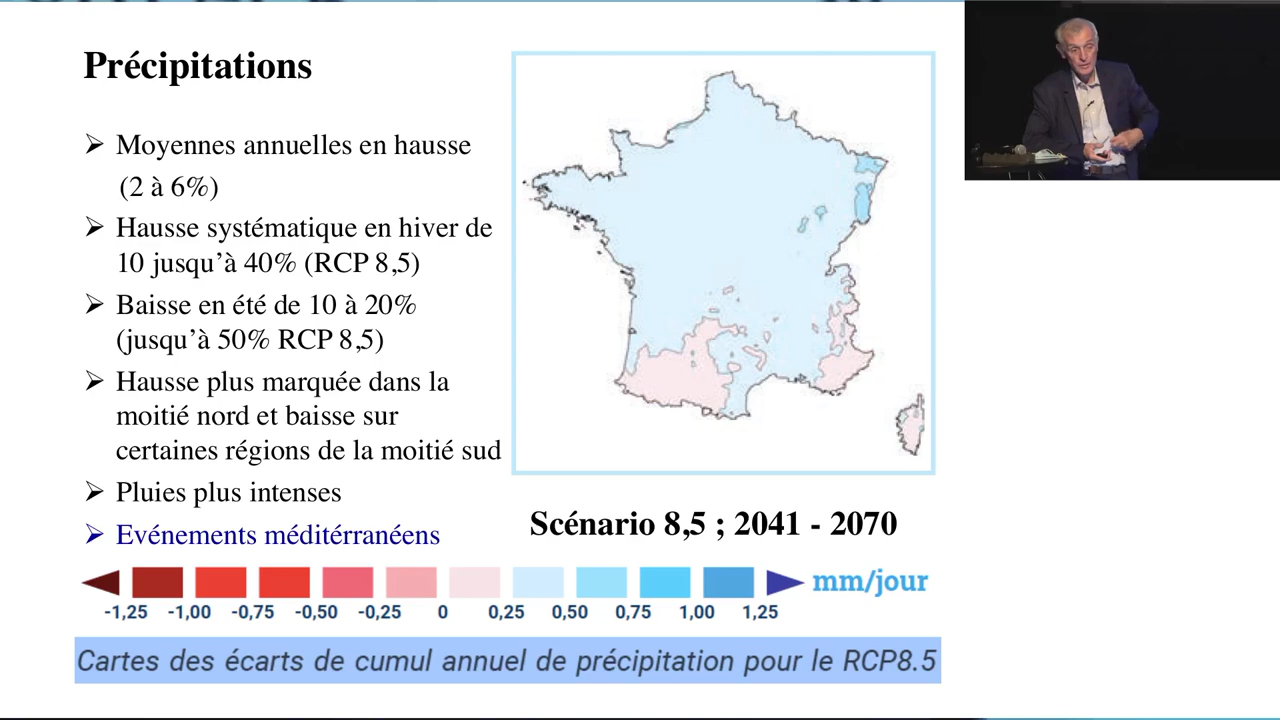 Précipitations
➢ Moyennes annuelles en hausse
(2 à 6%)
➢ Hausse systématique en hiver de
10 jusqu’à 40% (RCP 8,5)
➢ Baisse en été de 10 à 20%
(jusqu’à 50% RCP 8,5)
➢ Hausse plus marquée dans la
moitié nord et baisse sur
certaines régions de la moitié sud
➢ Pluies plus intenses
➢ Evénements méditérranéens
Scénario 8,5 ; 2041 - 2070
mm/jour
-1,25 -1,00 -0,75 -0,50 -0,25 0 0,25 0,50 0,75 1,00 1,25
Cartes des écarts de cumul annuel de précipitation pour le RCP8.5